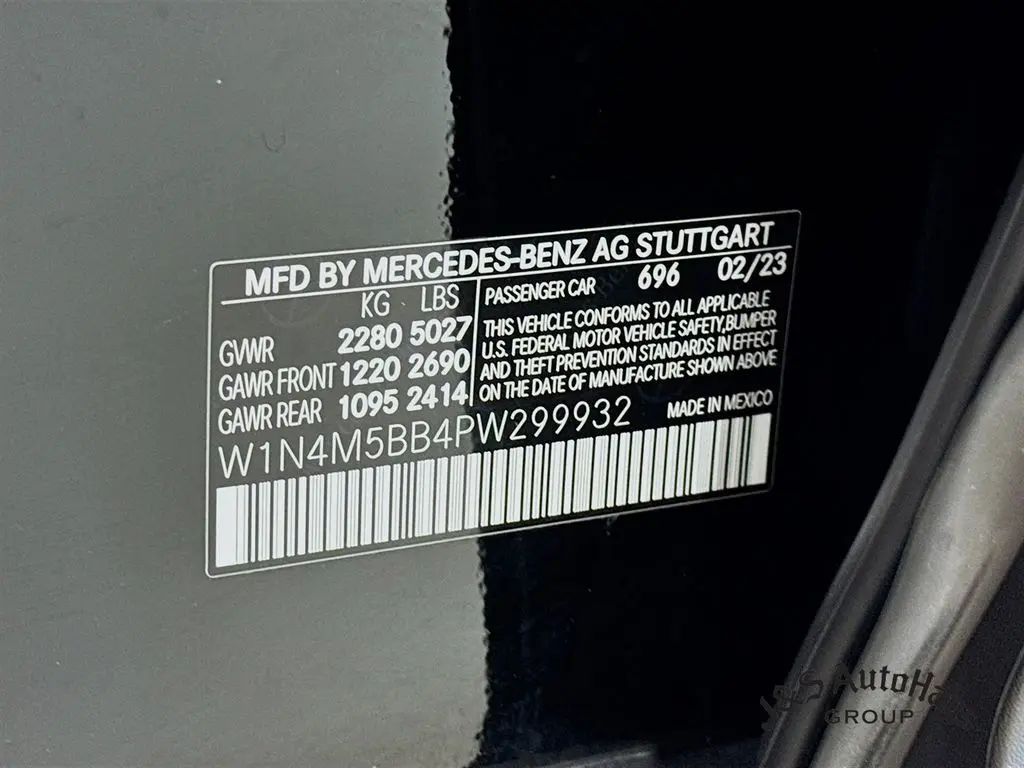 MFD BY MERCEDES-BENZ AG STUTTGART
KG LBS
GVWR 2280 5027
GAWR FRONT 1220 2690
GAWR REAR 1095 2414
PASSENGER CAR 696 02/23
THIS VEHICLE CONFORMS TO ALL APPLICABLE
U.S. FEDERAL MOTOR VEHICLE SAFETY,BUMPER
AND THEFT PREVENTION STANDARDS IN EFFECT
ON THE DATE OF MANUFACTURE SHOWN ABOVE
W1N4M5BB4PW299932 MADE IN MEXICO
GROUP